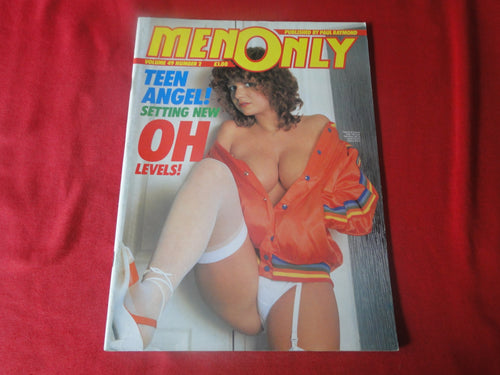 PUBLISHED BY PAUL RAYMOND
MEN ONLY
VOLUME 49 NUMBER 2 £1.00
TEEN
ANGEL!
SETTING NEW
OH
LEVELS!